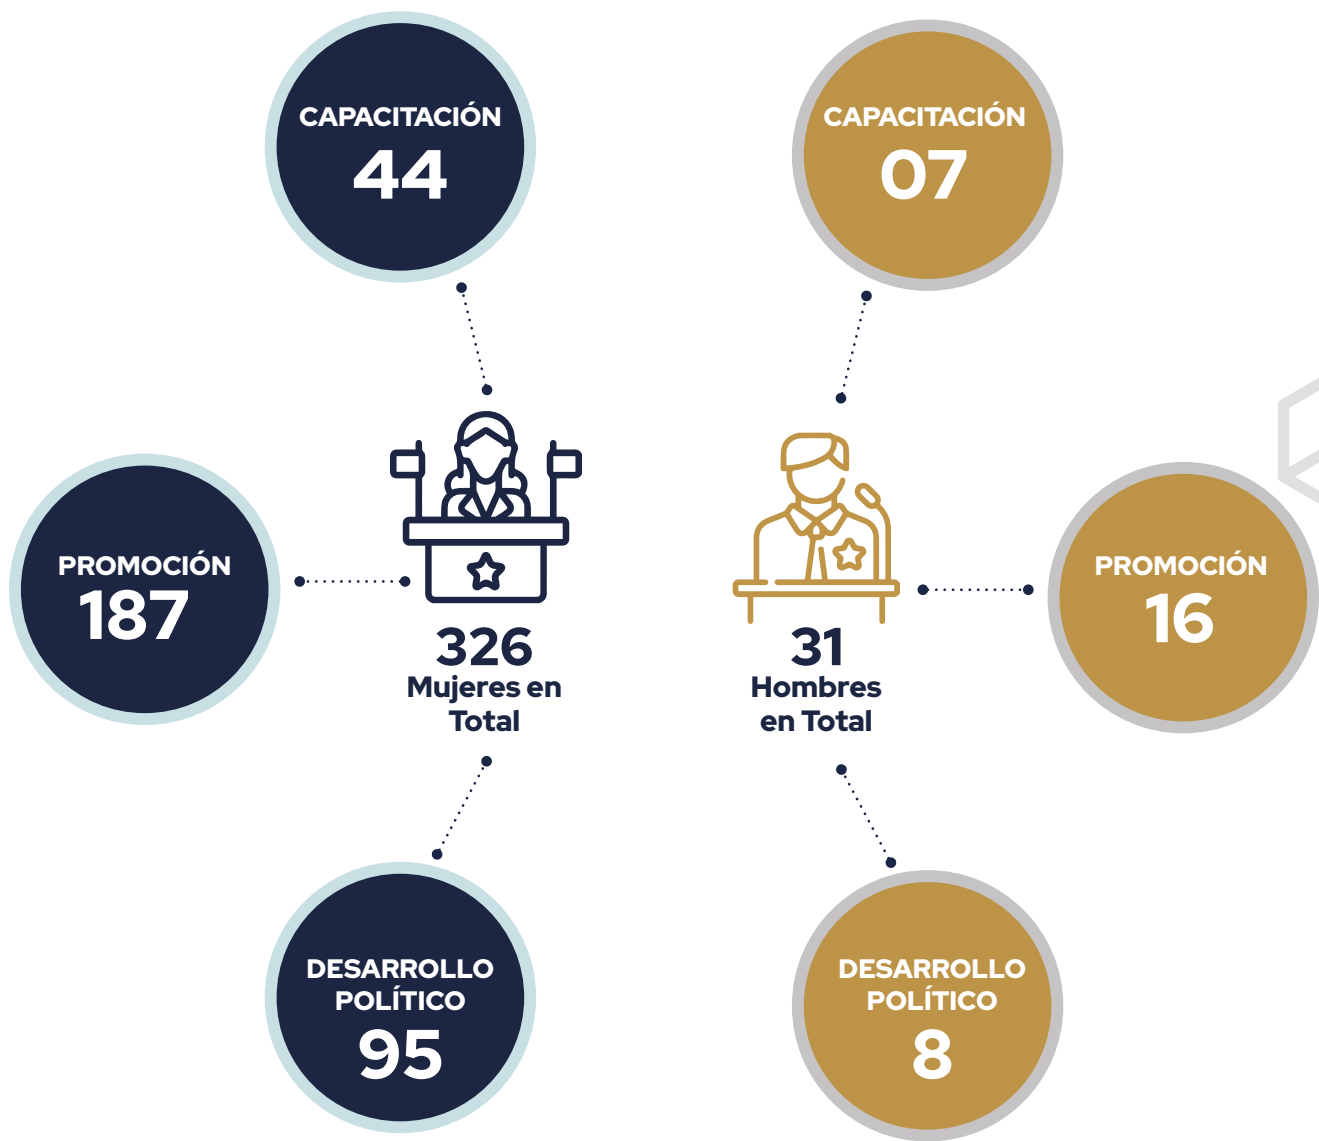 CAPACITACIÓN
44
PROMOCIÓN
187
326
Mujeres en
Total
DESARROLLO
POLÍTICO
95
CAPACITACIÓN
07
31
Hombres
en Total
PROMOCIÓN
16
DESARROLLO
POLÍTICO
8